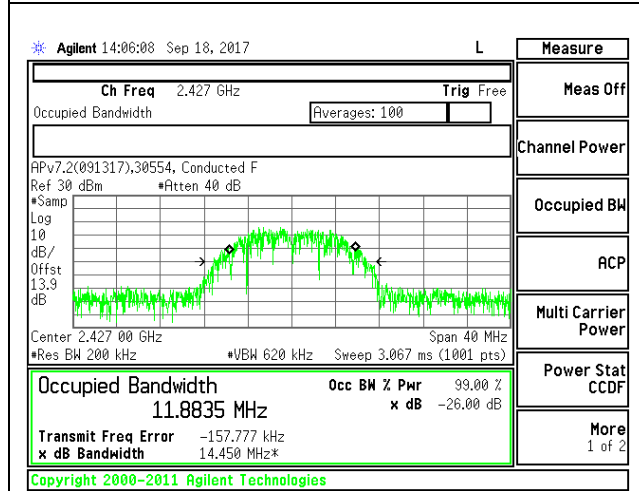 Agilent 14:06:08 Sep 18, 2017 L Measure
Ch Freq 2.427 GHz Trig Free
Meas Off
Occupied Bandwidth Averages: 100
Channel Power
APv7.2(091317),30554, Conducted F
Ref 30 dBm #Atten 40 dB
#Samp
Log
10
dB/
Offst
13.9
dB
Occupied BW
ACP
Multi Carrier
Power
Center 2.427 00 GHz Span 40 MHz
#Res BW 200 kHz #VBW 620 kHz Sweep 3.067 ms (1001 pts)
Power Stat
CCDF
Occupied Bandwidth Occ BW % Pwr 99.00 %
11.8835 MHz x dB -26.00 dB
Transmit Freq Error -157.777 kHz
x dB Bandwidth 14.450 MHz*
More
1 of 2
Copyright 2000-2011 Agilent Technologies